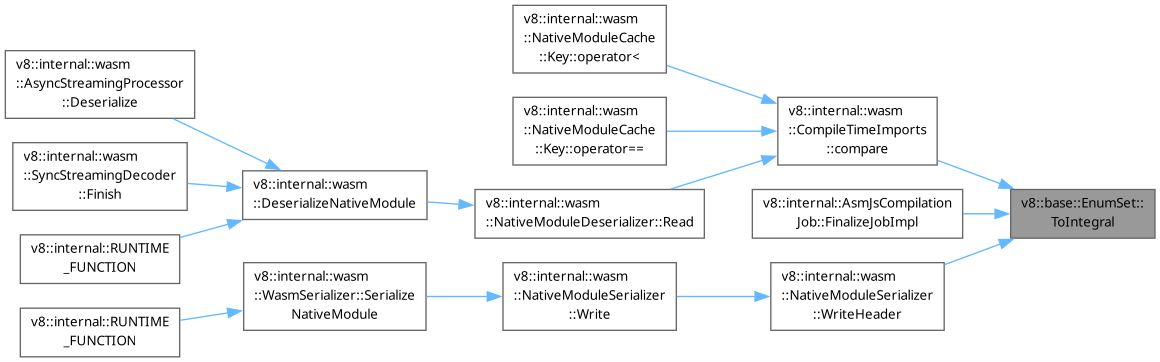 v8::internal::wasm
::NativeModuleCache
::Key::operator<
v8::internal::wasm
::AsyncStreamingProcessor
::Deserialize
v8::internal::wasm
::NativeModuleCache
::Key::operator==
v8::internal::wasm
::CompileTimeImports
::compare
v8::internal::wasm
::SyncStreamingDecoder
::Finish
v8::internal::wasm
::DeserializeNativeModule
v8::internal::wasm
::NativeModuleDeserializer::Read
v8::internal::AsmJsCompilation
Job::FinalizeJobImpl
v8::base::EnumSet::
ToIntegral
v8::internal::RUNTIME
_FUNCTION
v8::internal::wasm
::WasmSerializer::Serialize
NativeModule
v8::internal::wasm
::NativeModuleSerializer
::Write
v8::internal::wasm
::NativeModuleSerializer
::WriteHeader
v8::internal::RUNTIME
_FUNCTION